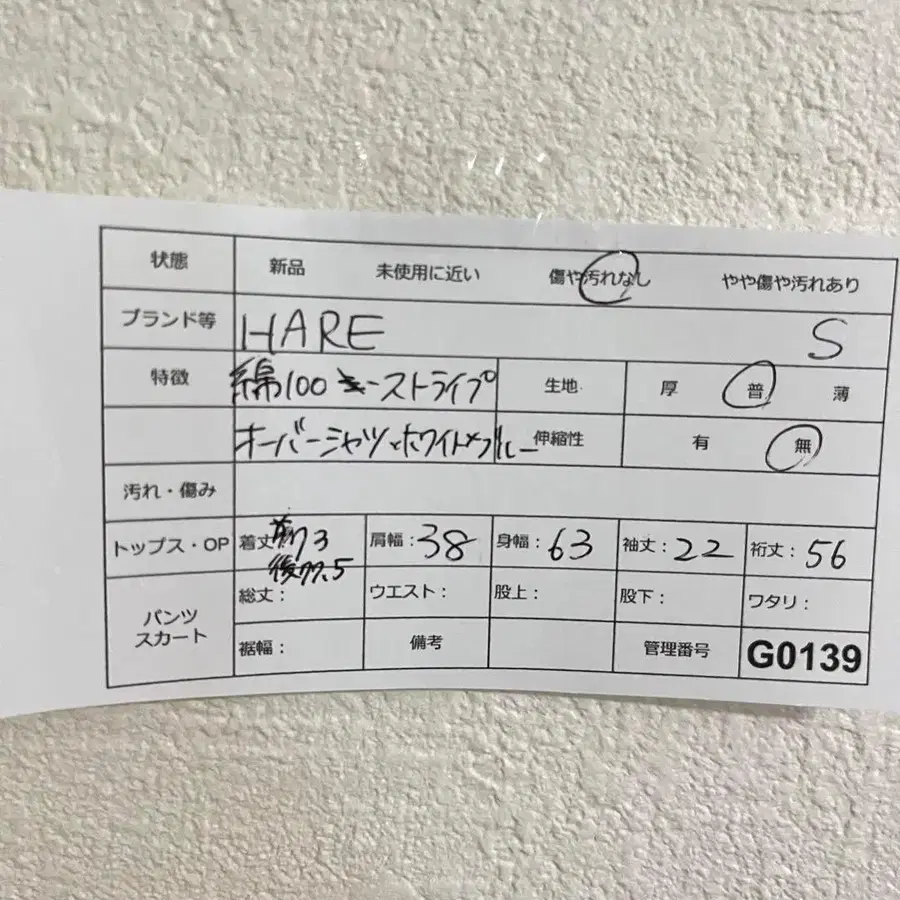 状態 新品 未使用に近い 傷や汚れなし やや傷や汚れあり
ブランド等 HARE S
特徴 綿100 ストライプ 生地 厚 普 薄
オーバーシャツ ホワイト×ブルー 伸縮性 有 無
汚れ・傷み
トップス・OP 着丈 前73 肩幅:38 身幅:63 袖丈:22 裄丈:56
後77.5
パンツ 総丈: ウエスト: 股上: 股下: ワタリ:
スカート 裾幅: 備考 管理番号 G0139